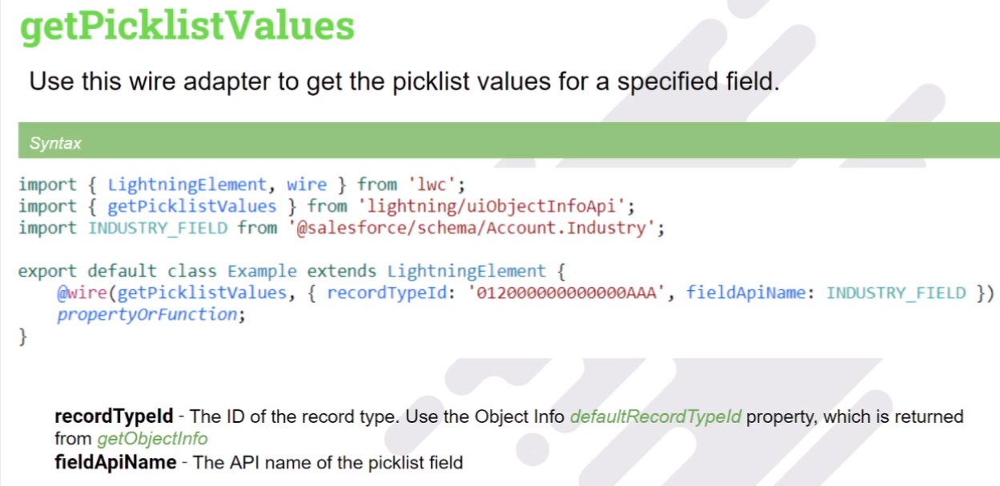 getPicklistValues
Use this wire adapter to get the picklist values for a specified field.
Syntax
import { LightningElement, wire } from 'lwc';
import { getPicklistValues } from 'lightning/uiObjectInfoApi';
import INDUSTRY_FIELD from '@salesforce/schema/Account.Industry';
export default class Example extends LightningElement {
@wire(getPicklistValues, { recordTypeId: '012000000000000AAA', fieldApiName: INDUSTRY_FIELD })
propertyOrFunction;
}
recordTypeId - The ID of the record type. Use the Object Info defaultRecordTypeId property, which is returned
from getObjectInfo
fieldApiName - The API name of the picklist field